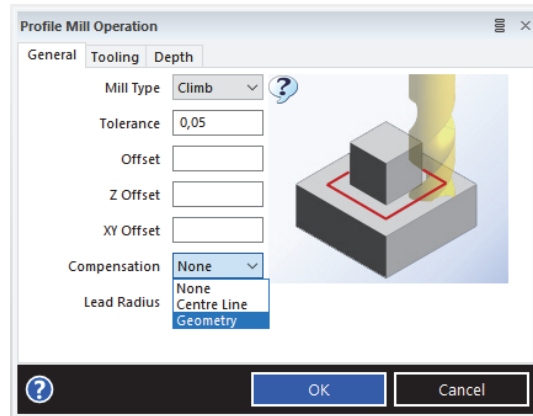 Profile Mill Operation
General Tooling Depth
Mill Type Climb
Tolerance 0,05
Offset
Z Offset
XY Offset
Compensation None
None
Lead Radius
Centre Line
Geometry
OK Cancel